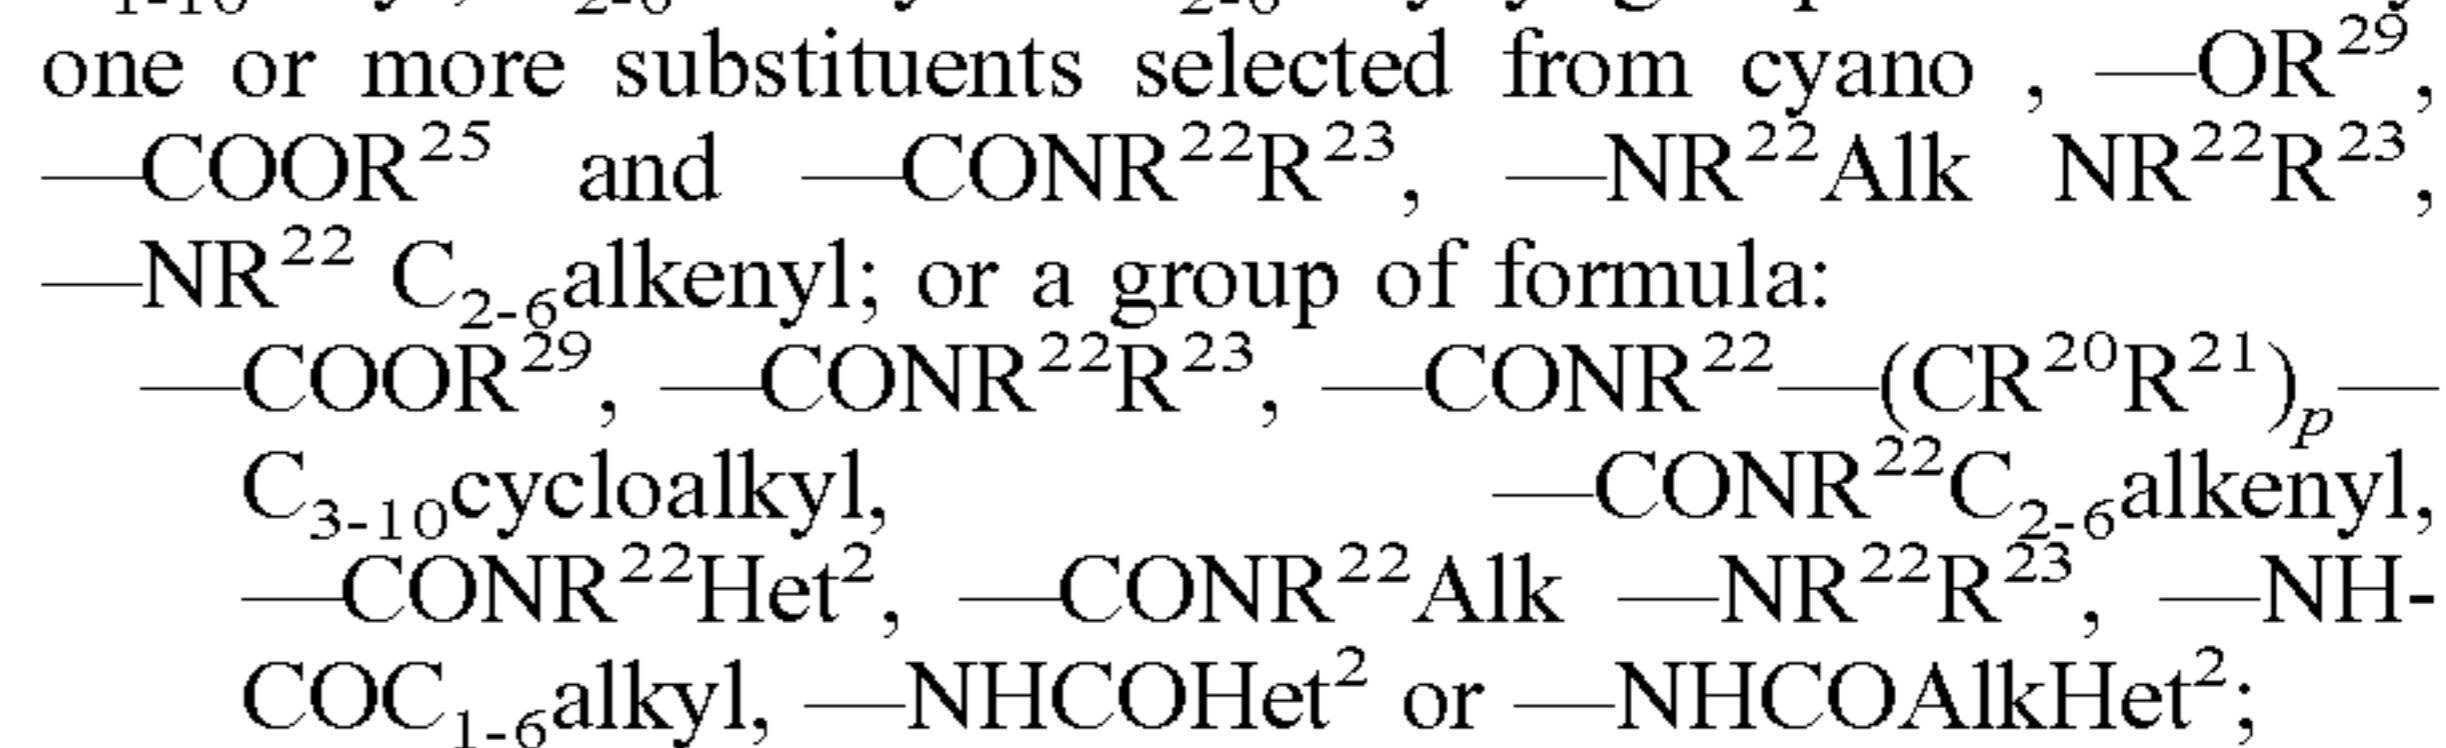 one or more substituents selected from cyano , —OR²⁹,
—COOR²⁵ and —CONR²²R²³, —NR²²Alk NR²²R²³,
—NR²² C₂₋₆alkenyl; or a group of formula:
—COOR²⁹, —CONR²²R²³, —CONR²²—(CR²⁰R²¹)ₚ—
C₃₋₁₀cycloalkyl, —CONR²²C₂₋₆alkenyl,
—CONR²²Het², —CONR²²Alk —NR²²R²³, —NH-
COC₁₋₆alkyl, —NHCOHet² or —NHCOAlkHet²;